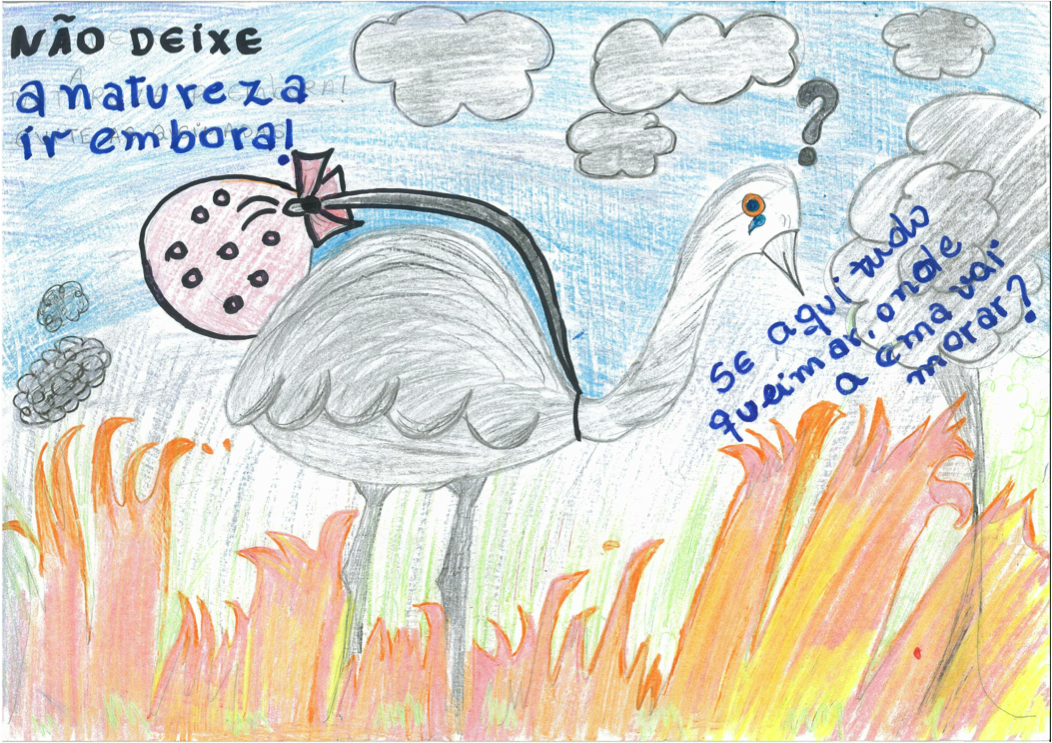 NÃO DEIXE
a natureza
ir embora!
?
SE aqui tudo
queimar, onde
a ema vai
morar?